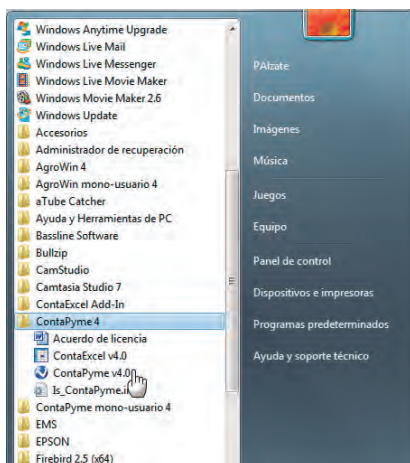 Windows Anytime Upgrade
Windows Live Mail
Windows Live Messenger
Windows Live Movie Maker
Windows Movie Maker 2.6
Windows Update
Accesorios
Administrador de recuperación
AgroWin 4
AgroWin mono-usuario 4
aTube Catcher
Ayuda y Herramientas de PC
Bassline Software
Bullzip
CamStudio
Camtasia Studio 7
ContaExcel Add-In
ContaPyme 4
Acuerdo de licencia
ContaExcel v4.0
ContaPyme v4.0
Is_ContaPyme.i
ContaPyme mono-usuario 4
EMS
EPSON
Firebird 2.5 (x64)
PAlzate
Documentos
Imágenes
Música
Juegos
Equipo
Panel de control
Dispositivos e impresoras
Programas predeterminados
Ayuda y soporte técnico